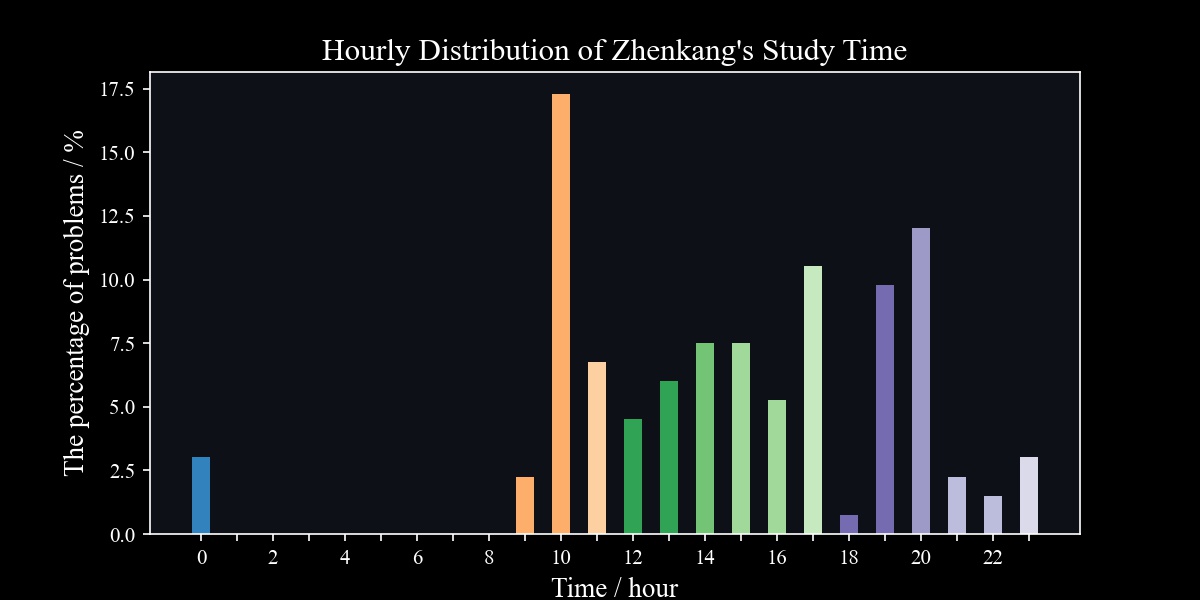 Hourly Distribution of Zhenkang's Study Time
The percentage of problems / %
17.5
15.0
12.5
10.0
7.5
5.0
2.5
0.0
0 2 4 6 8 10 12 14 16 18 20 22
Time / hour